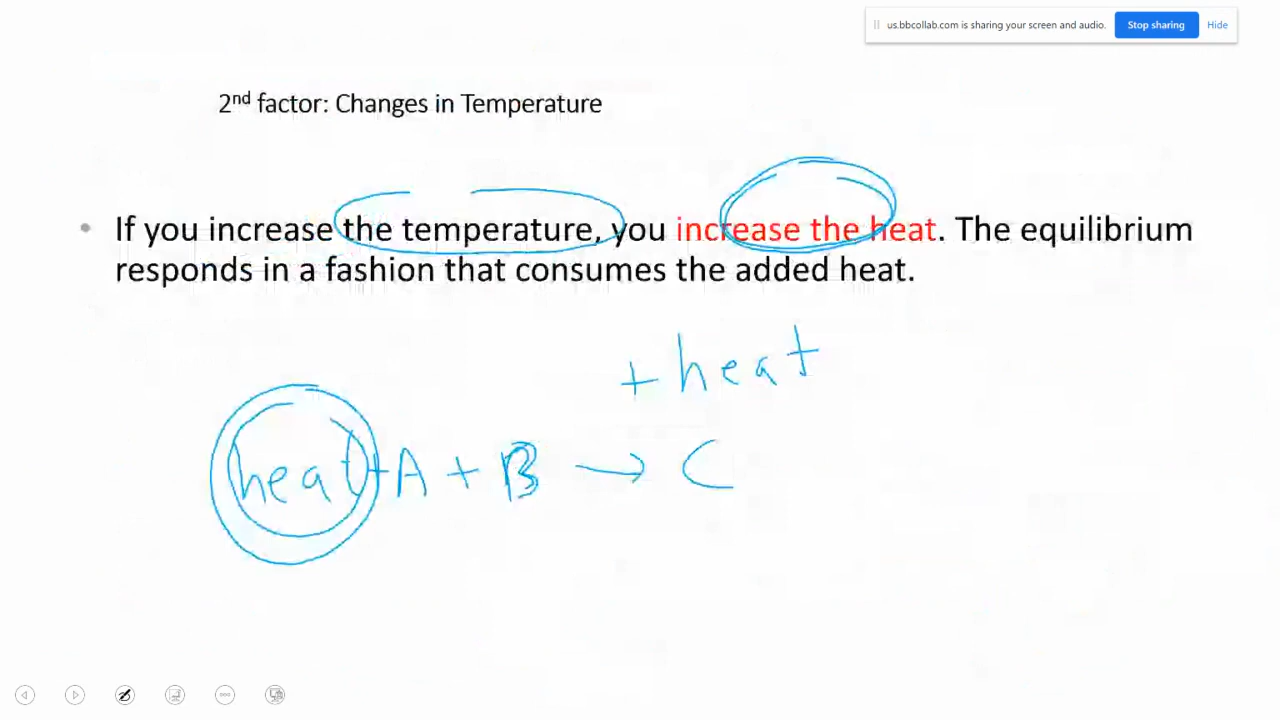 us.bbcollab.com is sharing your screen and audio. Stop sharing Hide
2nd factor: Changes in Temperature
• If you increase the temperature, you increase the heat. The equilibrium
responds in a fashion that consumes the added heat.
+ heat
heat + A + B → C